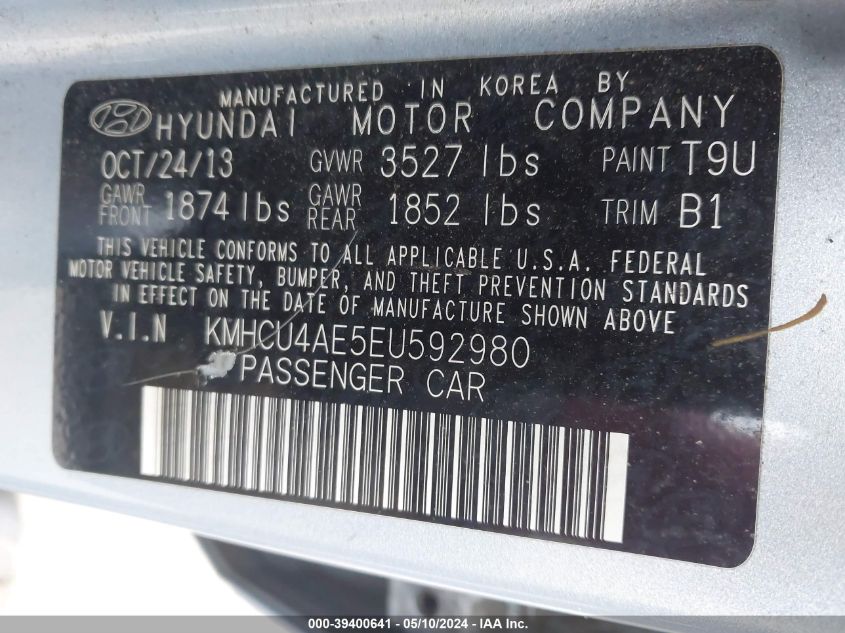 MANUFACTURED IN KOREA BY
HYUNDAI MOTOR COMPANY
OCT/24/13 GVWR 3527 lbs PAINT T9U
GAWR FRONT 1874 lbs GAWR REAR 1852 lbs TRIM B1
THIS VEHICLE CONFORMS TO ALL APPLICABLE U.S.A. FEDERAL
MOTOR VEHICLE SAFETY, BUMPER, AND THEFT PREVENTION STANDARDS
IN EFFECT ON THE DATE OF MANUFACTURE SHOWN ABOVE
V.I.N KMHCU4AE5EU592980
PASSENGER CAR
000-39400641 - 05/10/2024 - IAA Inc.